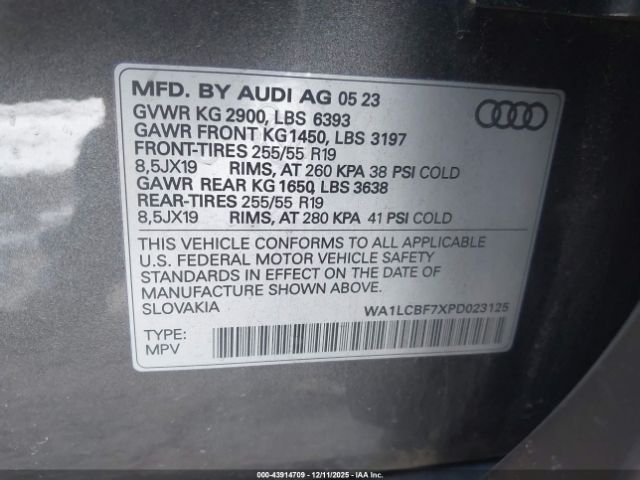 MFD. BY AUDI AG 05 23
GVWR KG 2900, LBS 6393
GAWR FRONT KG 1450, LBS 3197
FRONT-TIRES 255/55 R19
8,5JX19 RIMS, AT 260 KPA 38 PSI COLD
GAWR REAR KG 1650, LBS 3638
REAR-TIRES 255/55 R19
8,5JX19 RIMS, AT 280 KPA 41 PSI COLD
THIS VEHICLE CONFORMS TO ALL APPLICABLE
U.S. FEDERAL MOTOR VEHICLE SAFETY
STANDARDS IN EFFECT ON THE DATE OF
MANUFACTURE SHOWN ABOVE.
SLOVAKIA
WA1LCBF7XPD023125
TYPE:
MPV
000-43914709 - 12/11/2025 - IAA Inc.